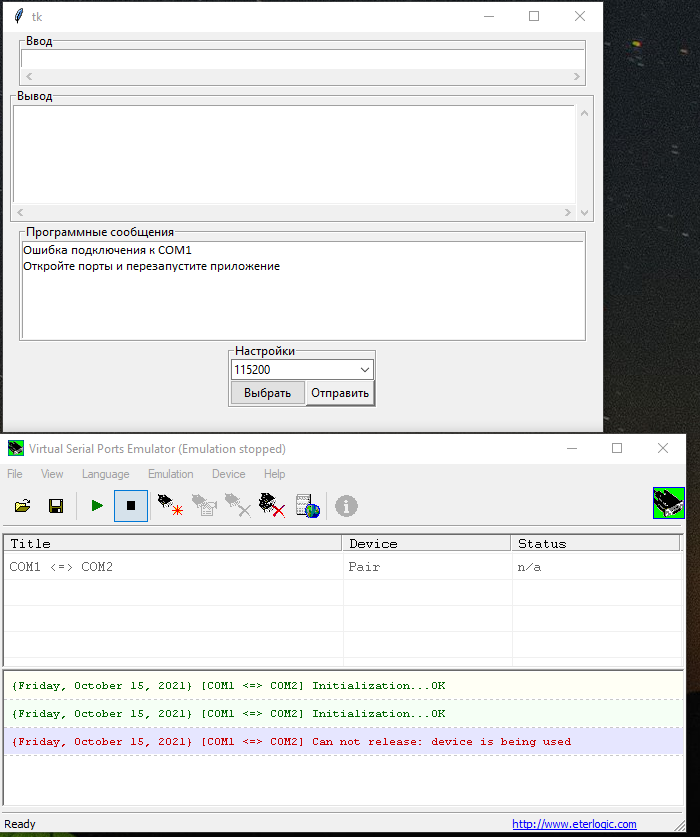 tk
Ввод
Вывод
Программные сообщения
Ошибка подключения к COM1
Откройте порты и перезапустите приложение
Настройки
115200
Выбрать Отправить
Virtual Serial Ports Emulator (Emulation stopped)
File View Language Emulation Device Help
Title Device Status
COM1 <=> COM2 Pair n/a
{Friday, October 15, 2021} [COM1 <=> COM2] Initialization...OK
{Friday, October 15, 2021} [COM1 <=> COM2] Initialization...OK
{Friday, October 15, 2021} [COM1 <=> COM2] Can not release: device is being used
Ready http://www.eterlogic.com